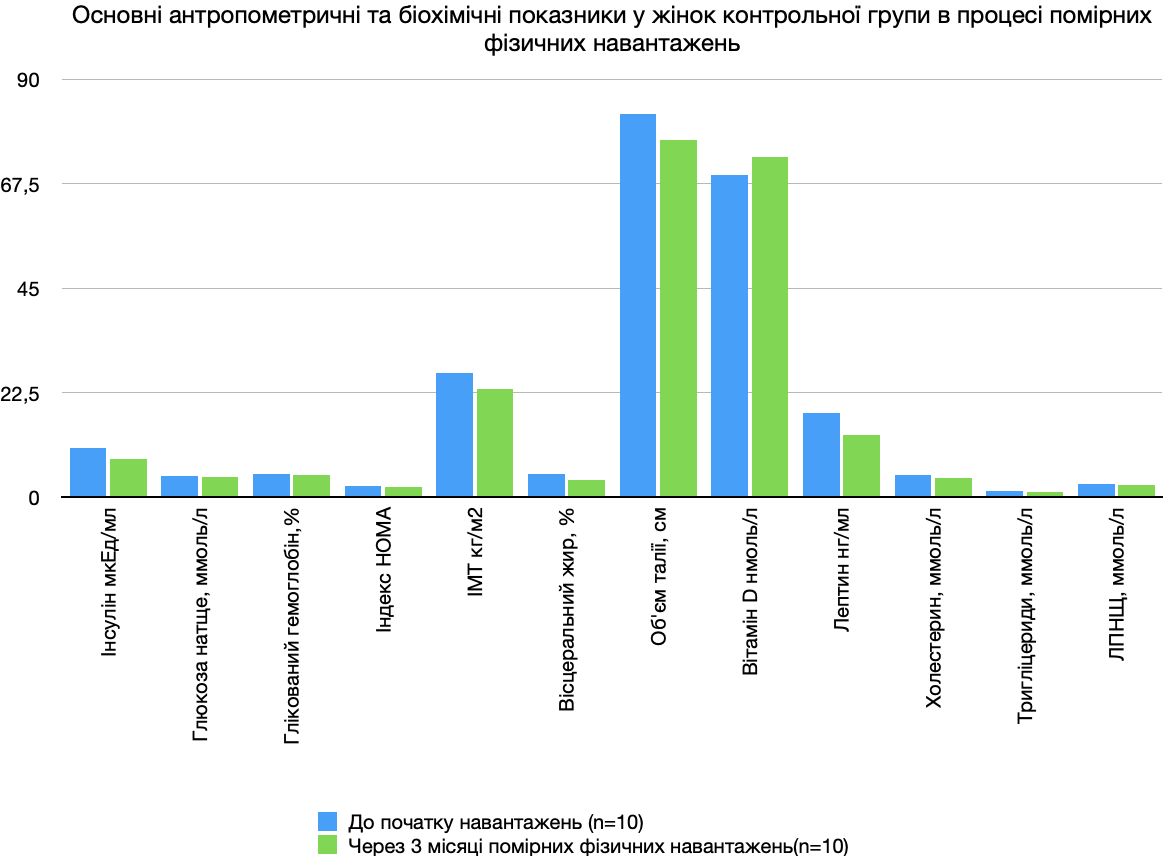 Основні антропометричні та біохімічні показники у жінок контрольної групи в процесі помірних
фізичних навантажень
90
67,5
45
22,5
0
Інсулін мкЕд/мл
Глюкоза натще, ммоль/л
Глікований гемоглобін,%
Індекс НОМА
ІМТ кг/м2
Вісцеральний жир, %
Об'єм талії, см
Вітамін D нмоль/л
Лептин нг/мл
Холестерин, ммоль/л
Тригліцериди, ммоль/л
ЛПНЩ, ммоль/л
До початку навантажень (n=10)
Через 3 місяці помірних фізичних навантажень(n=10)